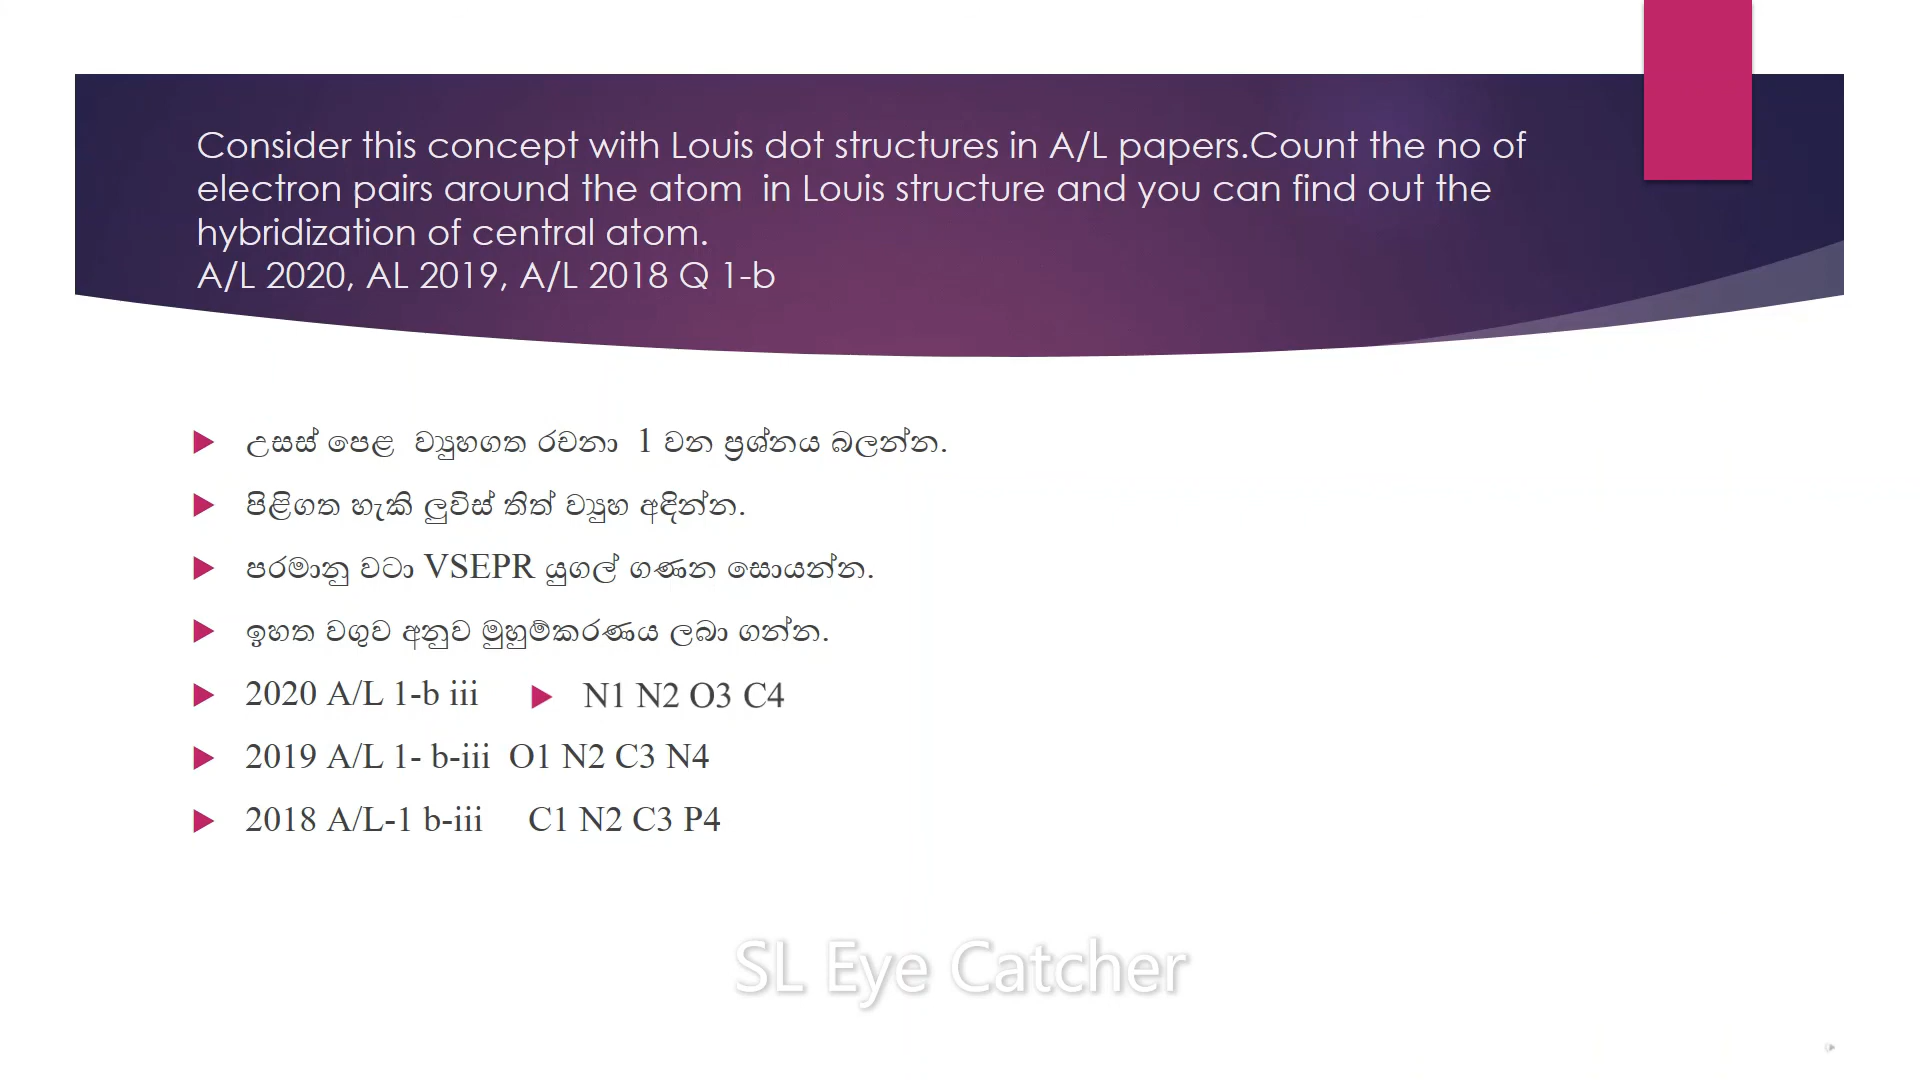 Consider this concept with Louis dot structures in A/L papers.Count the no of
electron pairs around the atom  in Louis structure and you can find out the
hybridization of central atom.
A/L 2020, AL 2019, A/L 2018 Q 1-b
උසස් පෙළ  ව්‍යුහගත රචනා  1 වන ප්‍රශ්නය බලන්න.
පිළිගත හැකි ලුවිස් තිත් ව්‍යුහ අඳින්න.
පරමානු වටා VSEPR යුගල් ගණන සොයන්න.
ඉහත වගුව අනුව මුහුම්කරණය ලබා ගන්න.
2020 A/L 1-b iii   N1 N2 O3 C4
2019 A/L 1- b-iii  O1 N2 C3 N4
2018 A/L-1 b-iii    C1 N2 C3 P4
SL Eye Catcher